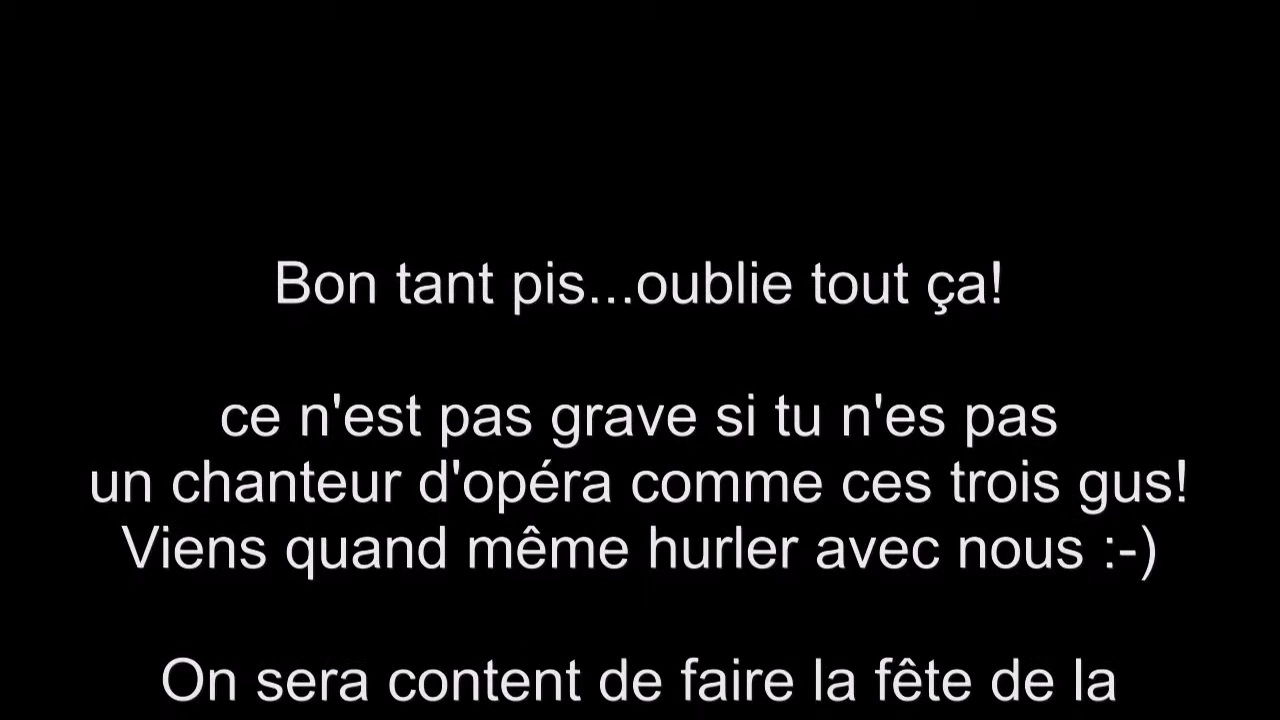 Bon tant pis...oublie tout ça!
ce n'est pas grave si tu n'es pas
un chanteur d'opéra comme ces trois gus!
Viens quand même hurler avec nous :-)
On sera content de faire la fête de la